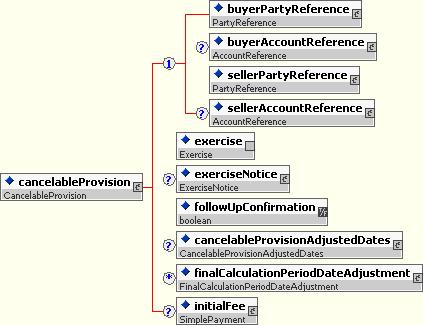 buyerPartyReference
PartyReference
1
?
buyerAccountReference
AccountReference
sellerPartyReference
PartyReference
?
sellerAccountReference
AccountReference
exercise
Exercise
?
exerciseNotice
ExerciseNotice
cancelableProvision
CancelableProvision
followUpConfirmation
boolean
?
cancelableProvisionAdjustedDates
CancelableProvisionAdjustedDates
*
finalCalculationPeriodDateAdjustment
FinalCalculationPeriodDateAdjustment
?
initialFee
SimplePayment